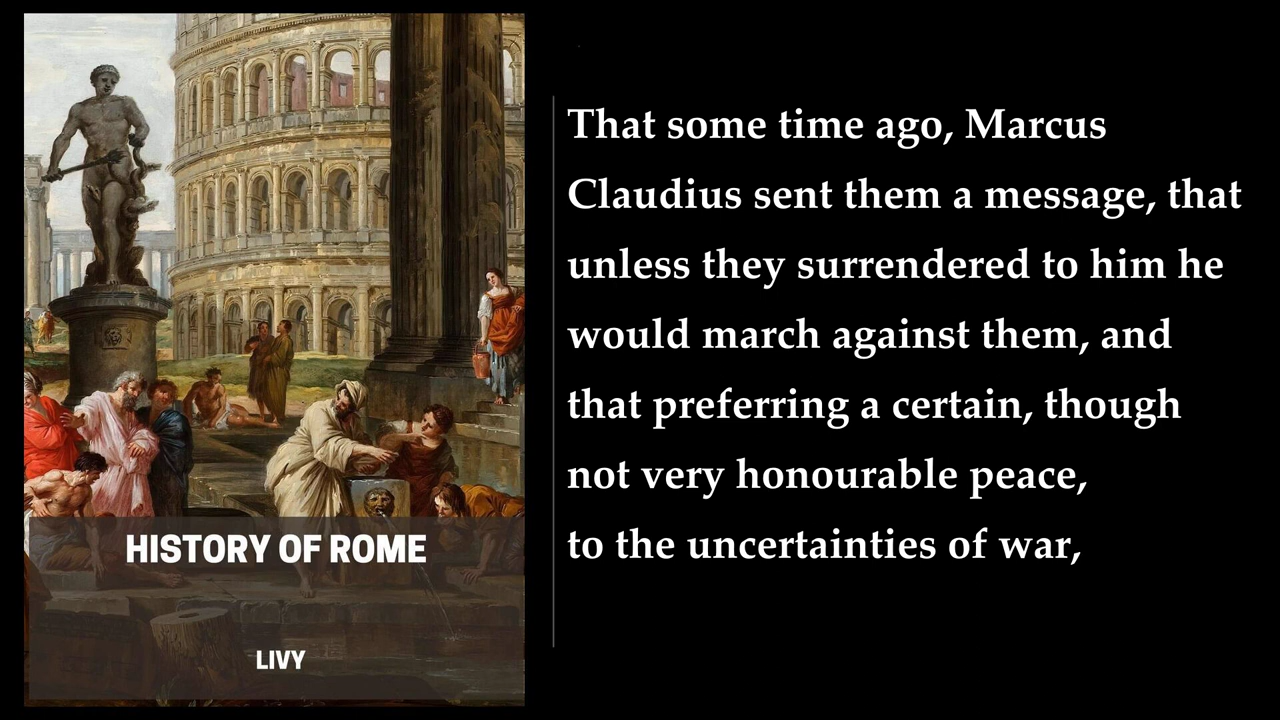 HISTORY OF ROME
LIVY
That some time ago, Marcus
Claudius sent them a message, that
unless they surrendered to him he
would march against them, and
that preferring a certain, though
not very honourable peace,
to the uncertainties of war,